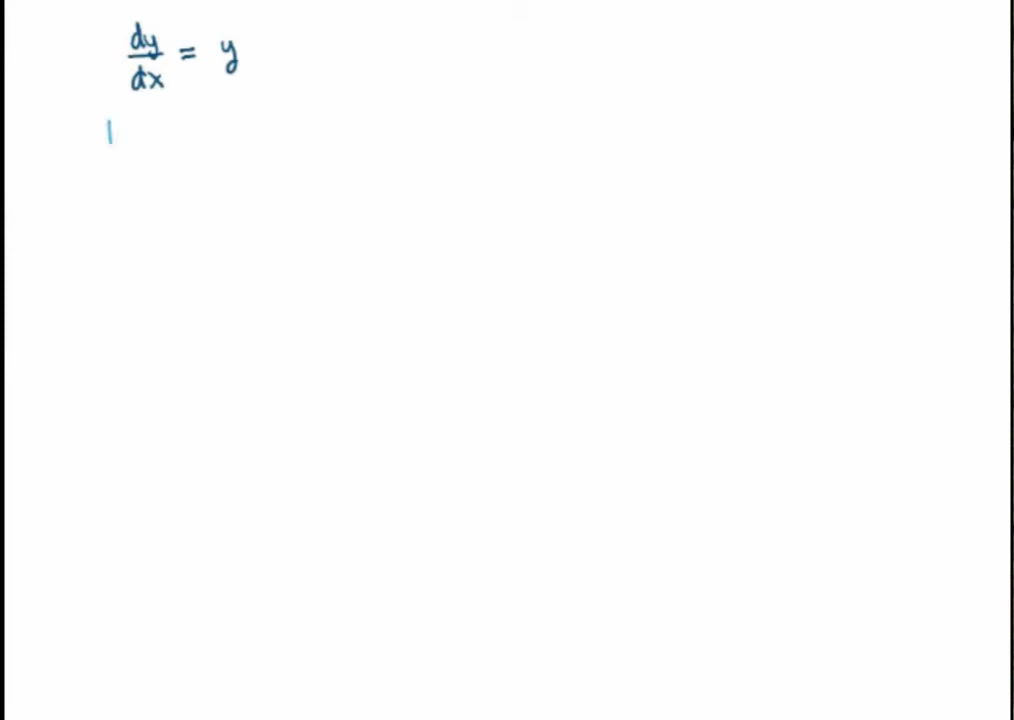 dy/dx = y